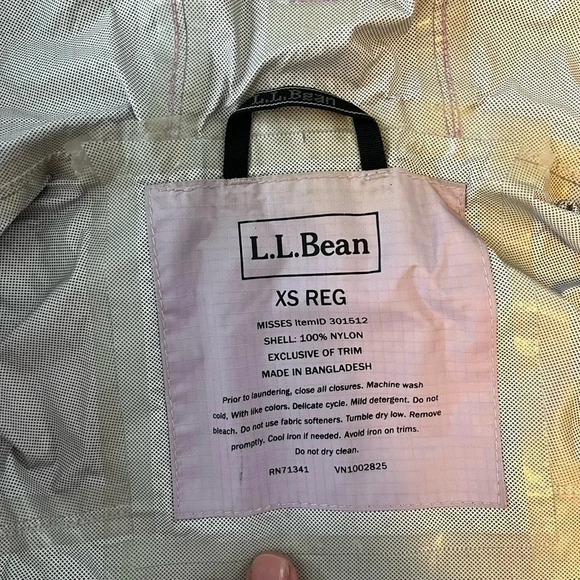 L.L.Bean
L.L.Bean
XS REG
MISSES ItemID 301512
SHELL: 100% NYLON
EXCLUSIVE OF TRIM
MADE IN BANGLADESH
Prior to laundering, close all closures. Machine wash
cold, With like colors. Delicate cycle. Mild detergent. Do not
bleach. Do not use fabric softeners. Tumble dry low. Remove
promptly. Cool iron if needed. Avoid iron on trims.
Do not dry clean.
RN71341 VN1002825